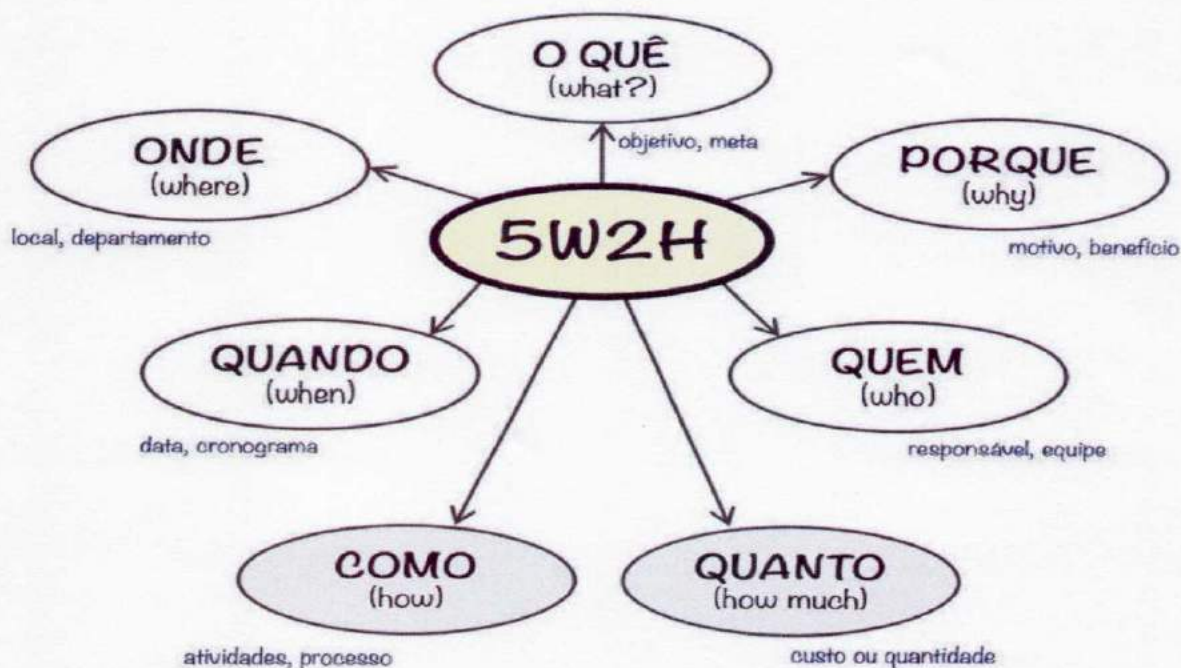 O QUÊ
(what?)
objetivo, meta
ONDE
(where)
local, departamento
PORQUE
(why)
motivo, benefício
5W2H
QUANDO
(when)
data, cronograma
QUEM
(who)
responsável, equipe
COMO
(how)
atividades, processo
QUANTO
(how much)
custo ou quantidade